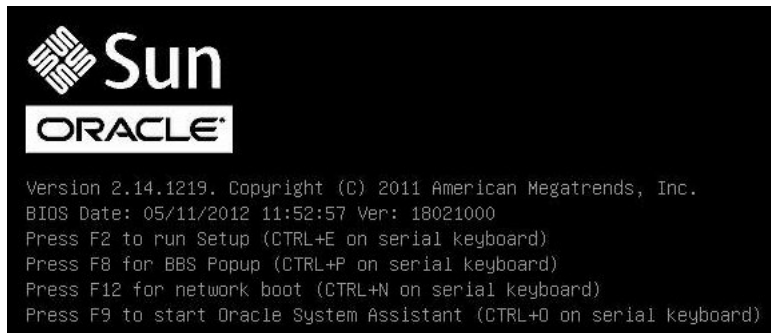 Sun
ORACLE
Version 2.14.1219. Copyright (C) 2011 American Megatrends, Inc.
BIOS Date: 05/11/2012 11:52:57 Ver: 18021000
Press F2 to run Setup (CTRL+E on serial keyboard)
Press F8 for BBS Popup (CTRL+P on serial keyboard)
Press F12 for network boot (CTRL+N on serial keyboard)
Press F9 to start Oracle System Assistant (CTRL+O on serial keyboard)